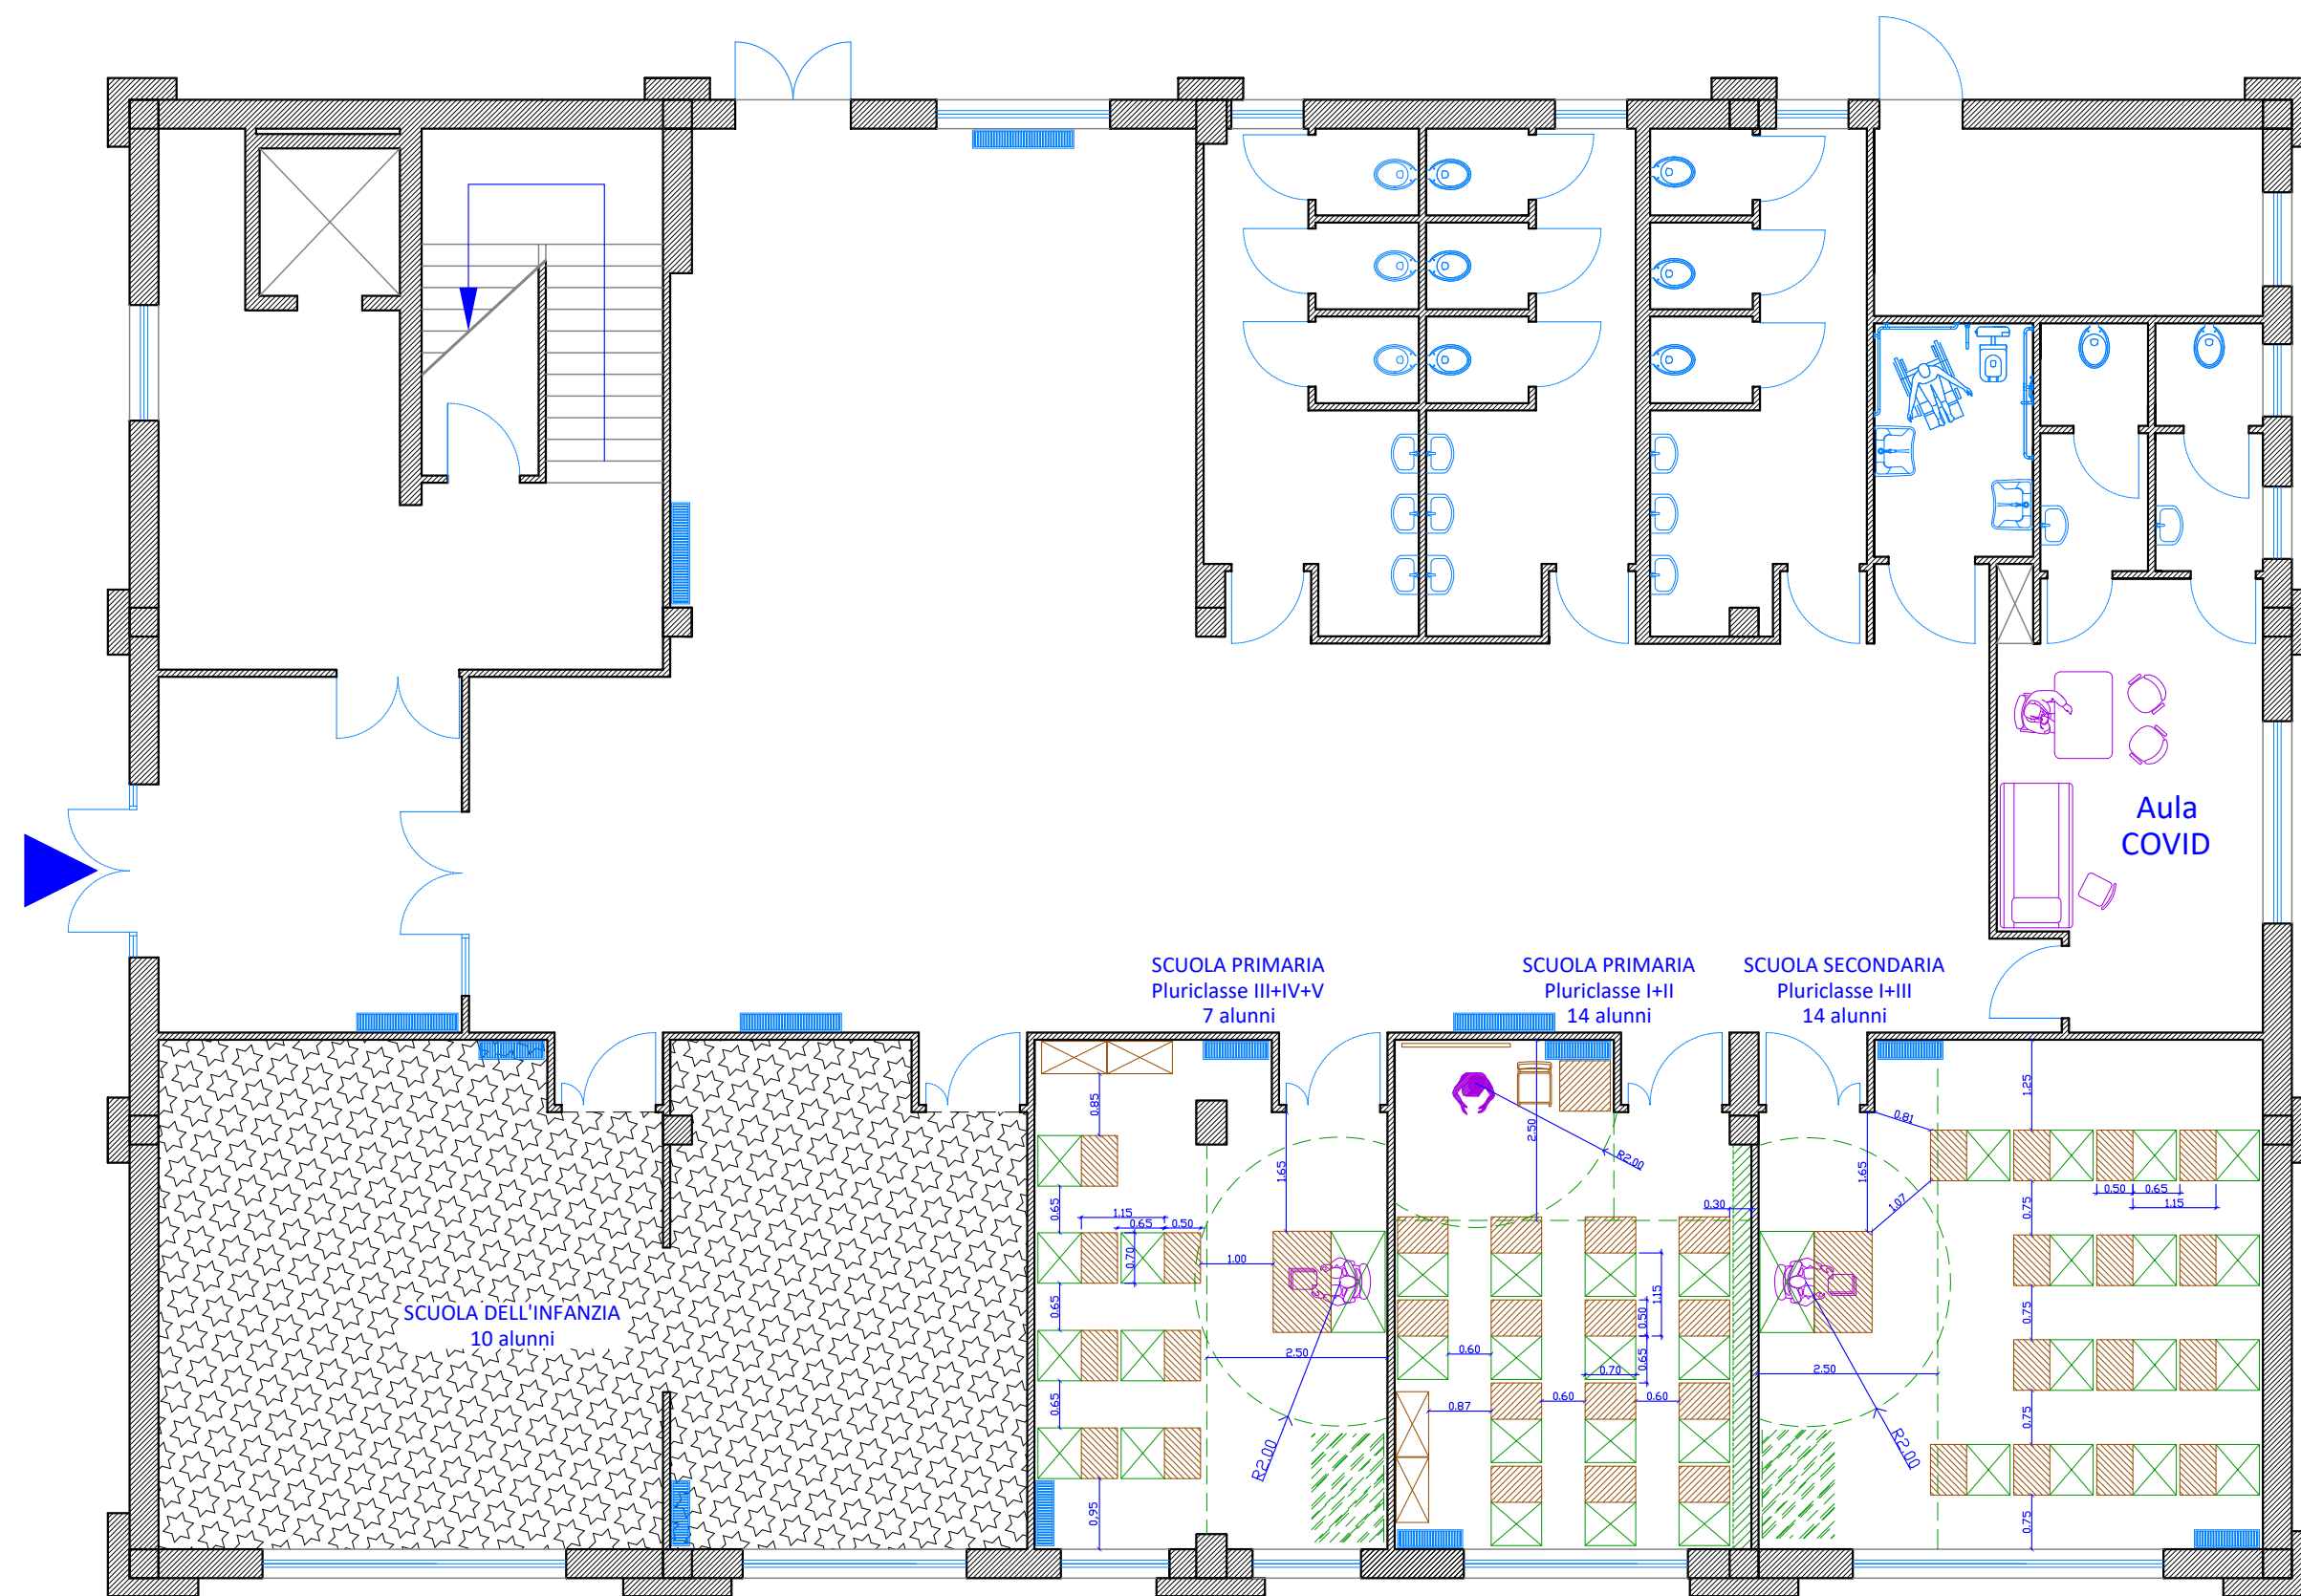 Aula
COVID
SCUOLA PRIMARIA
Pluriclasse III+IV+V
7 alunni
SCUOLA PRIMARIA
Pluriclasse I+II
14 alunni
SCUOLA SECONDARIA
Pluriclasse I+III
14 alunni
SCUOLA DELL'INFANZIA
10 alunni
0.85
1.65
0.65
1.15
0.65
0.50
0.70
1.00
0.65
2.50
0.65
R2.00
0,95
2.50
R2.00
0.30
1.15
0.50
0.60
0.65
0.70
0.87
0.60
0.60
1.25
0.81
1.65
1.07
0.75
0.50
0.65
1.15
0.75
2.50
0.75
R2.00
0.75